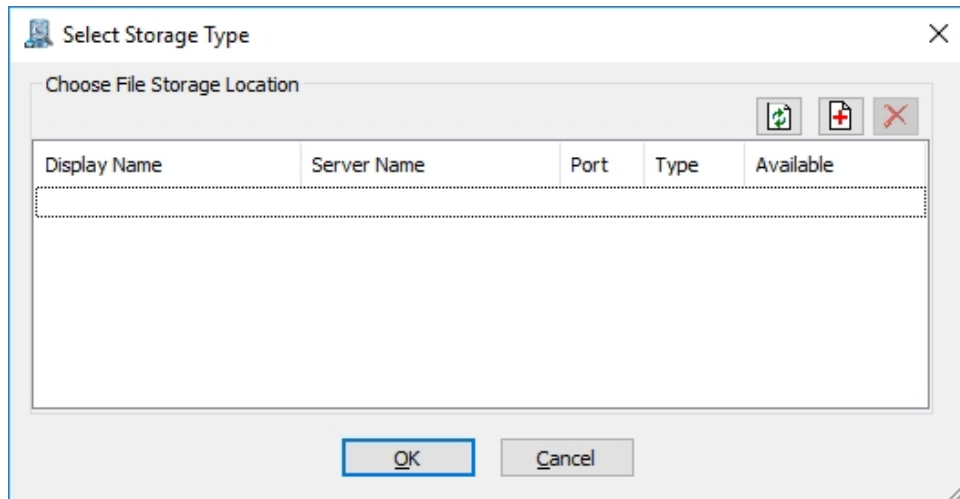 Select Storage Type
Choose File Storage Location
Display Name Server Name Port Type Available
OK Cancel